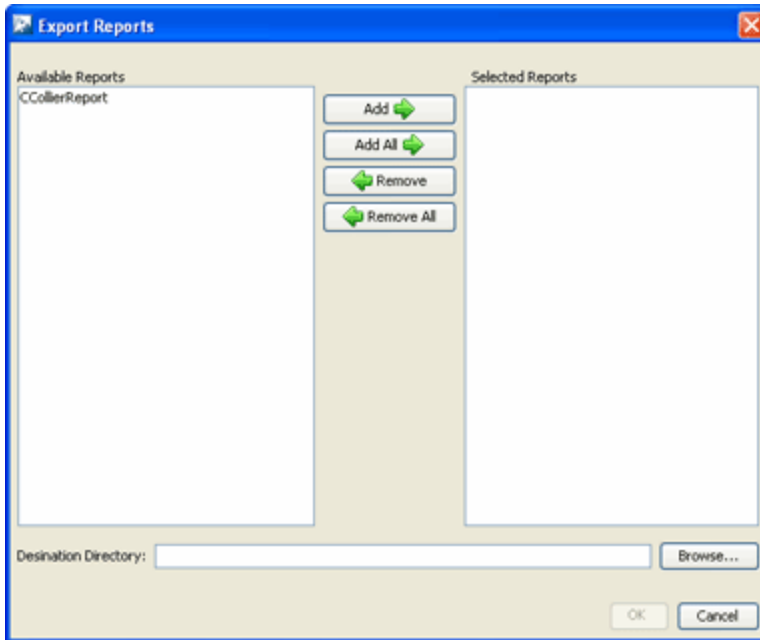 Export Reports
Available Reports
Selected Reports
CCollierReport
Add
Add All
Remove
Remove All
Desination Directory:
Browse...
OK
Cancel